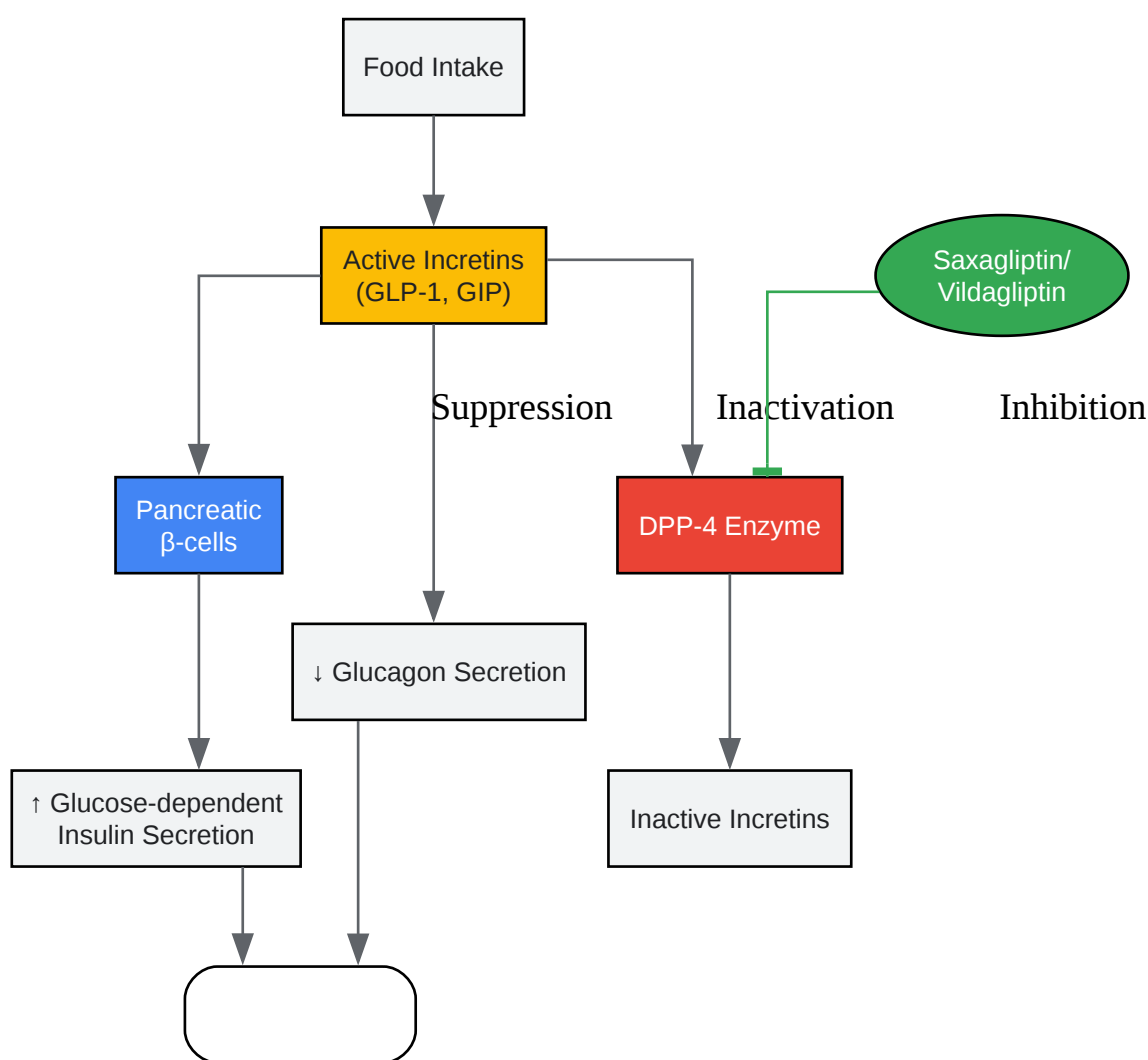 Food Intake
Active Incretins
(GLP-1, GIP)
Saxagliptin/
Vildagliptin
Suppression
Inactivation
Inhibition
Pancreatic
β-cells
DPP-4 Enzyme
↓ Glucagon Secretion
↑ Glucose-dependent
Insulin Secretion
Inactive Incretins